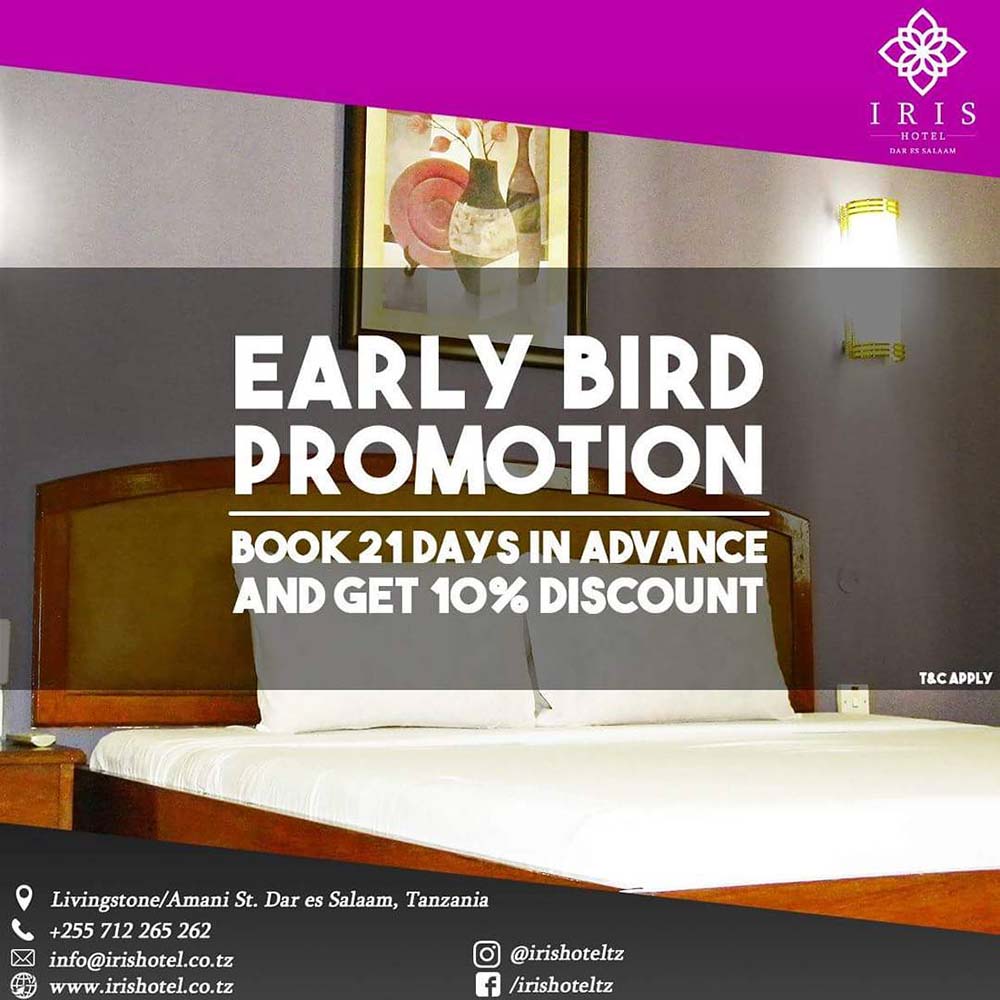 IRIS
HOTEL
DAR ES SALAAM
EARLY BIRD
PROMOTION
BOOK 21 DAYS IN ADVANCE
AND GET 10% DISCOUNT
T&C APPLY
Livingstone/Amani St. Dar es Salaam, Tanzania
+255 712 265 262
info@irishotel.co.tz
www.irishotel.co.tz
@irishoteltz
/irishoteltz